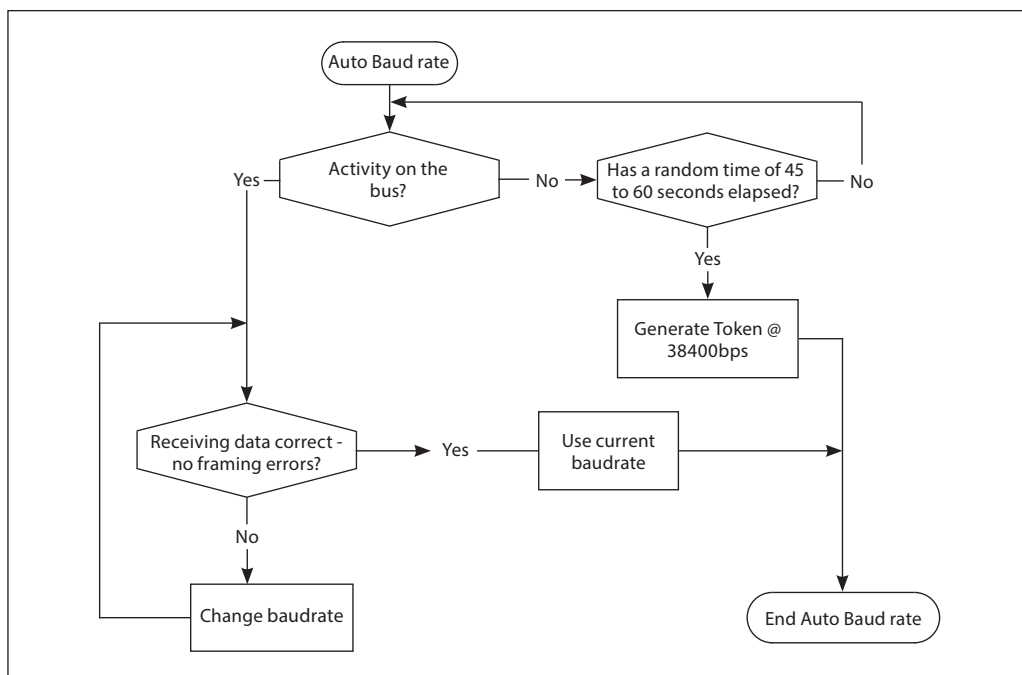 Auto Baud rate
Activity on the
bus?
Yes
No
Has a random time of 45
to 60 seconds elapsed?
No
Yes
Generate Token @
38400bps
Receiving data correct -
no framing errors?
Yes
Use current
baudrate
No
Change baudrate
End Auto Baud rate